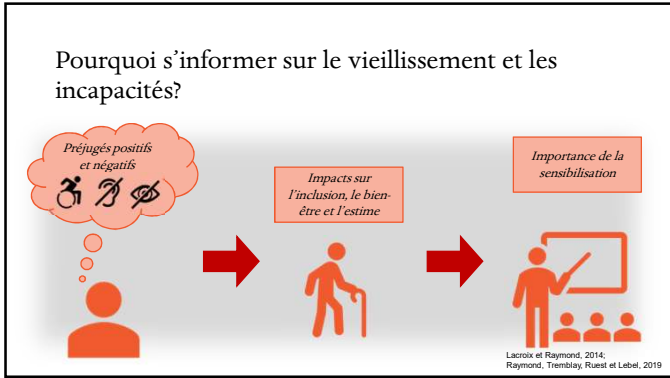 Pourquoi s’informer sur le vieillissement et les
incapacités?
Préjugés positifs
et négatifs
Impacts sur
l’inclusion, le bien-
être et l’estime
Importance de la
sensibilisation
Lacroix et Raymond, 2014;
Raymond, Tremblay, Ruest et Lebel, 2019